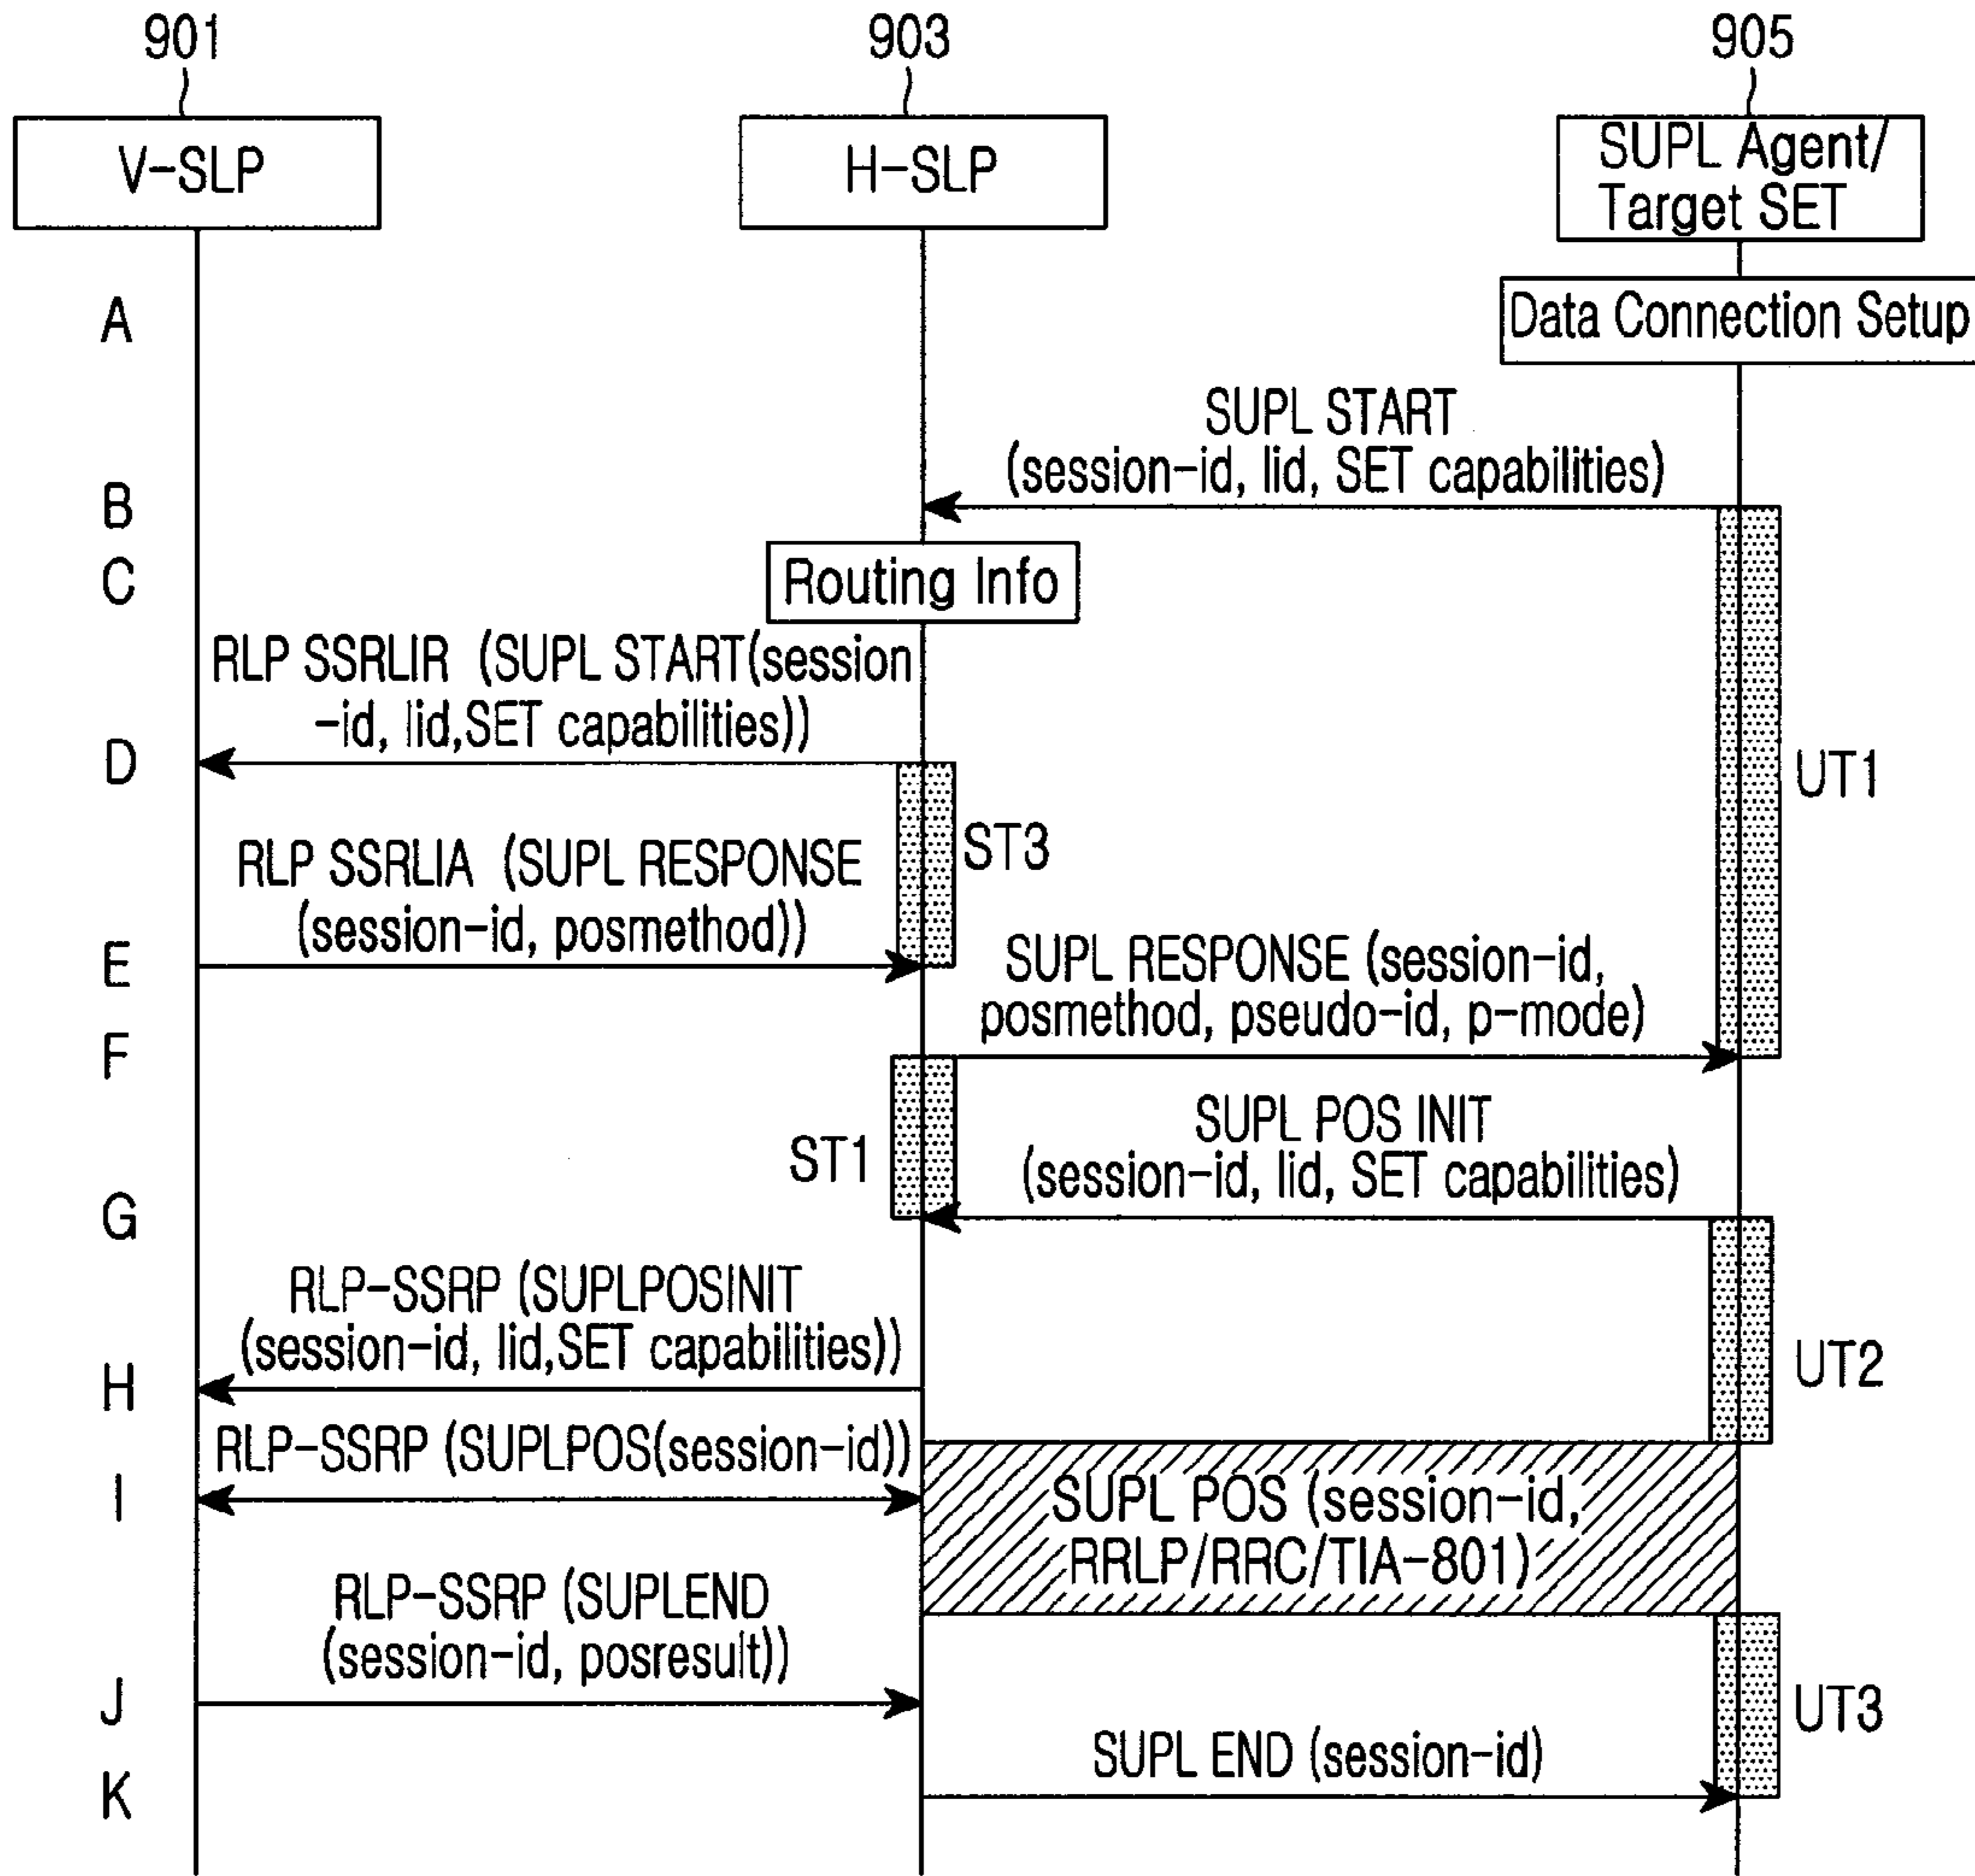 901
903
905
V-SLP
H-SLP
SUPL Agent/
Target SET
A
Data Connection Setup
SUPL START
(session-id, lid, SET capabilities)
B
C
Routing Info
RLP SSRLIR (SUPL START(session
-id, lid,SET capabilities))
D
UT1
ST3
RLP SSRLIA (SUPL RESPONSE
(session-id, posmethod))
E
SUPL RESPONSE (session-id,
posmethod, pseudo-id, p-mode)
F
SUPL POS INIT
(session-id, lid, SET capabilities)
ST1
G
RLP-SSRP (SUPLPOSINIT
(session-id, lid,SET capabilities))
UT2
H
RLP-SSRP (SUPLPOS(session-id))
I
SUPL POS (session-id,
RRLP/RRC/TIA-801)
RLP-SSRP (SUPLEND
(session-id, posresult))
J
UT3
SUPL END (session-id)
K